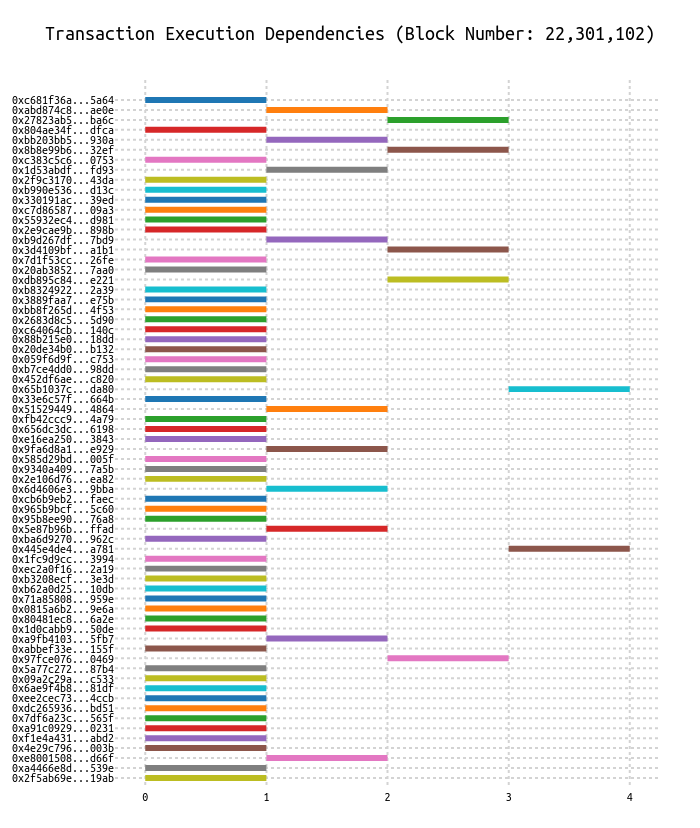 Transaction Execution Dependencies (Block Number: 22,301,102)
0xc681f36a...5a64
0xabd874c8...ae0e
0x27823ab5...ba6c
0x804ae34f...dfca
0xbb203bb5...930a
0x8b8e99b6...32ef
0xc383c5c6...0753
0x1d53abdf...fd93
0x2f9c3170...43da
0xb990e536...d13c
0x330191ac...39ed
0xc7d86587...09a3
0x55932ec4...d981
0x2e9cae9b...898b
0xb9d267df...7bd9
0x3d4109bf...a1b1
0x7d1f53cc...26fe
0x20ab3852...7aa0
0xdb895c84...e221
0xb8324922...2a39
0x3889faa7...e75b
0xbb8f265d...4f53
0x2683d8c5...5d90
0xc64064cb...140c
0x88b215e0...18dd
0x20de34b0...b132
0x059f6d9f...c753
0xb7ce4dd0...98dd
0x452df6ae...c820
0x65b1037c...da80
0x33e6c57f...664b
0x51529449...4864
0xfb42ccc9...4a79
0x656dc3dc...6198
0xe16ea250...3843
0x9fa6d8a1...e929
0x585d29bd...005f
0x9340a409...7a5b
0x2e106d76...ea82
0x6d4606e3...9bba
0xcb6b9eb2...faec
0x965b9bcf...5c60
0x95b8ee90...76a8
0x5e87b96b...ffad
0xba6d9270...962c
0x445e4de4...a781
0x1fc9d9cc...3994
0xec2a0f16...2a19
0xb3208ecf...3e3d
0xb62a0d25...10db
0x71a85808...959e
0x0815a6b2...9e6a
0x80481ec8...6a2e
0x1d0cabb9...50de
0xa9fb4103...5fb7
0xabbef33e...155f
0x97fce076...0469
0x5a77c272...87b4
0x09a2c29a...c533
0x6ae9f4b8...81df
0xee2cec73...4ccb
0xdc265936...bd51
0x7df6a23c...565f
0xa91c0929...0231
0xf1e4a431...abd2
0x4e29c796...003b
0xe8001508...d66f
0xa4466e8d...539e
0x2f5ab69e...19ab
0 1 2 3 4